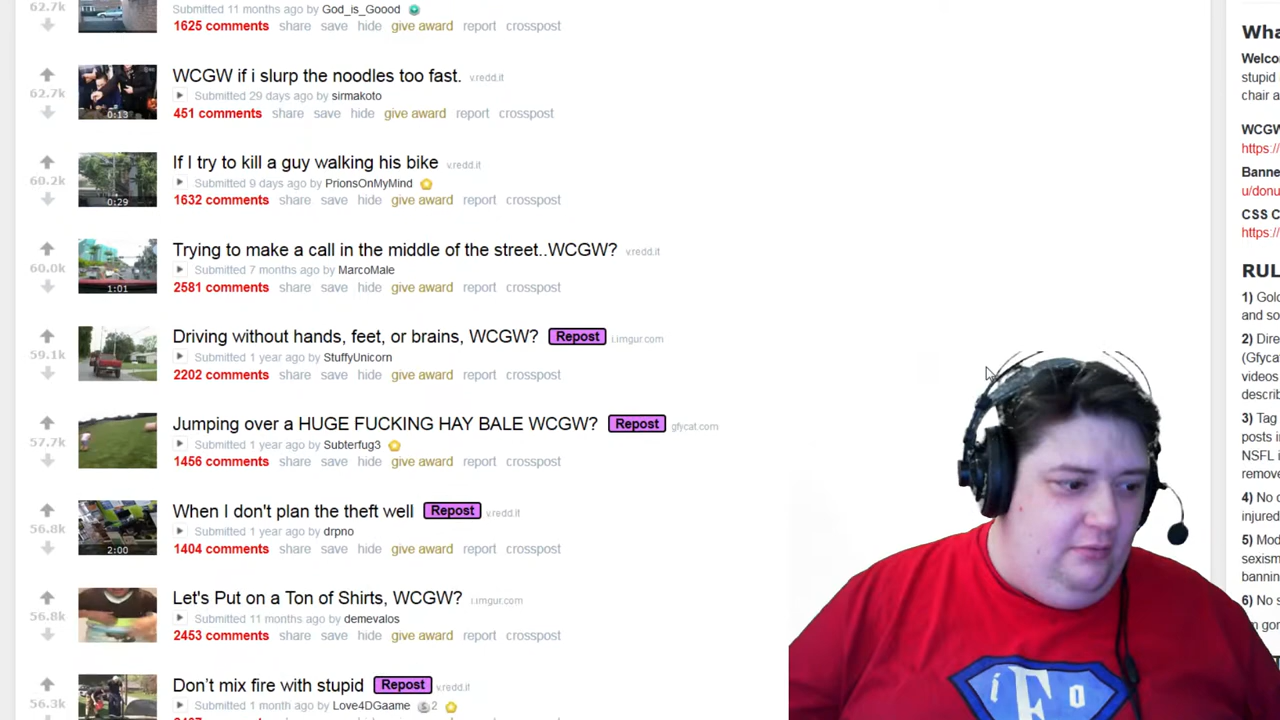 62.7k
Submitted 11 months ago by God_is_Goood
1625 comments share save hide give award report crosspost
WCGW if i slurp the noodles too fast. v.redd.it
62.7k
Submitted 29 days ago by sirmakoto
0:13
451 comments share save hide give award report crosspost
If I try to kill a guy walking his bike v.redd.it
60.2k
Submitted 9 days ago by PrionsOnMyMind
0:29
1632 comments share save hide give award report crosspost
Trying to make a call in the middle of the street..WCGW? v.redd.it
60.0k
Submitted 7 months ago by MarcoMale
1:01
2581 comments share save hide give award report crosspost
Driving without hands, feet, or brains, WCGW? Repost i.imgur.com
59.1k
Submitted 1 year ago by StuffyUnicorn
2202 comments share save hide give award report crosspost
Jumping over a HUGE FUCKING HAY BALE WCGW? Repost gfycat.com
57.7k
Submitted 1 year ago by Subterfug3
1456 comments share save hide give award report crosspost
When I don't plan the theft well Repost v.redd.it
56.8k
Submitted 1 year ago by drpno
2:00
1404 comments share save hide give award report crosspost
Let's Put on a Ton of Shirts, WCGW? i.imgur.com
56.8k
Submitted 11 months ago by demevalos
2453 comments share save hide give award report crosspost
Don't mix fire with stupid Repost v.redd.it
56.3k
Submitted 1 month ago by Love4DGaame 2
Wha
Welco
stupid
chair a
WCGW
https:/
Banne
u/donu
CSS C
https:/
RUL
1) Gol
and so
2) Dire
(Gfyca
videos
describ
3) Tag
posts i
NSFL i
remove
4) No
injured
5) Mod
sexism
bannin
6) No s
iFo